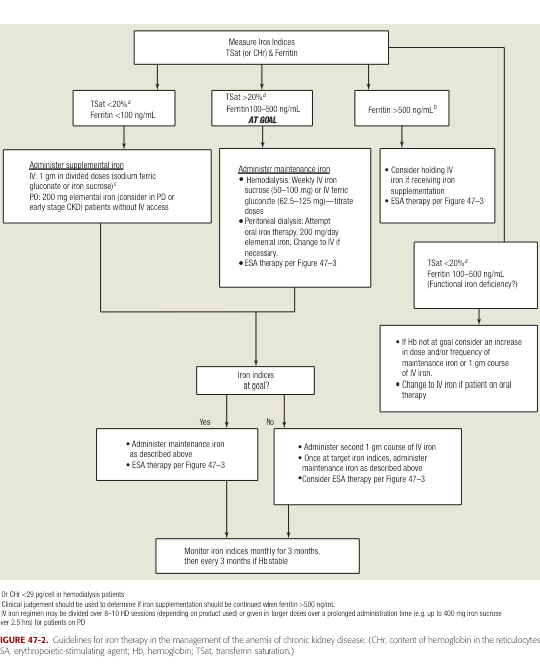 Measure Iron Indices
TSat (or CHr) & Ferritin
TSat <20%a
Ferritin <100 ng/mL
TSat >20%a
Ferritin100–500 ng/mL
AT GOAL
Ferritin >500 ng/mLb
Administer supplemental iron
IV: 1 gm in divided doses (sodium ferric
gluconate or iron sucrose)c
PO: 200 mg elemental iron (consider in PD or
early stage CKD) patients without IV access
Administer maintenance iron
• Hemodialysis: Weekly IV iron
sucrose (50–100 mg) or IV ferric
gluconate (62.5–125 mg)—titrate
doses
• Peritoneal dialysis: Attempt
oral iron therapy, 200 mg/day
elemental iron. Change to IV if
necessary.
• ESA therapy per Figure 47–3
• Consider holding IV
iron if receiving iron
supplementation
• ESA therapy per Figure 47–3
TSat <20%a
Ferritin 100–500 ng/mL
(Functional iron deficiency?)
• If Hb not at goal consider an increase
in dose and/or frequency of
maintenance iron or 1 gm course
of IV iron.
• Change to IV if patient on oral
therapy
Iron indices
at goal?
Yes
No
• Administer maintenance iron
as described above
• ESA therapy per Figure 47–3
• Administer second 1 gm course of IV iron
• Once at target iron indices, administer
maintenance iron as described above
•Consider ESA therapy per Figure 47–3
Monitor iron indices monthly for 3 months,
then every 3 months if Hb stable
Or CHr <29 pg/cell in hemodialysis patients
Clinical judgement should be used to determine if iron supplementation should be continued when ferritin >500 ng/mL
IV iron regimen may be divided over 8–10 HD sessions (depending on product used) or given in larger doses over a prolonged administration time (e.g. up to 400 mg iron sucrose
ver 2.5 hrs) for patients on PD
IGURE 47-2. Guidelines for iron therapy in the management of the anemia of chronic kidney disease. (CHr, content of hemoglobin in the reticulocytes
SA, erythropoietic-stimulating agent; Hb, hemoglobin; TSat, transferrin saturation.)